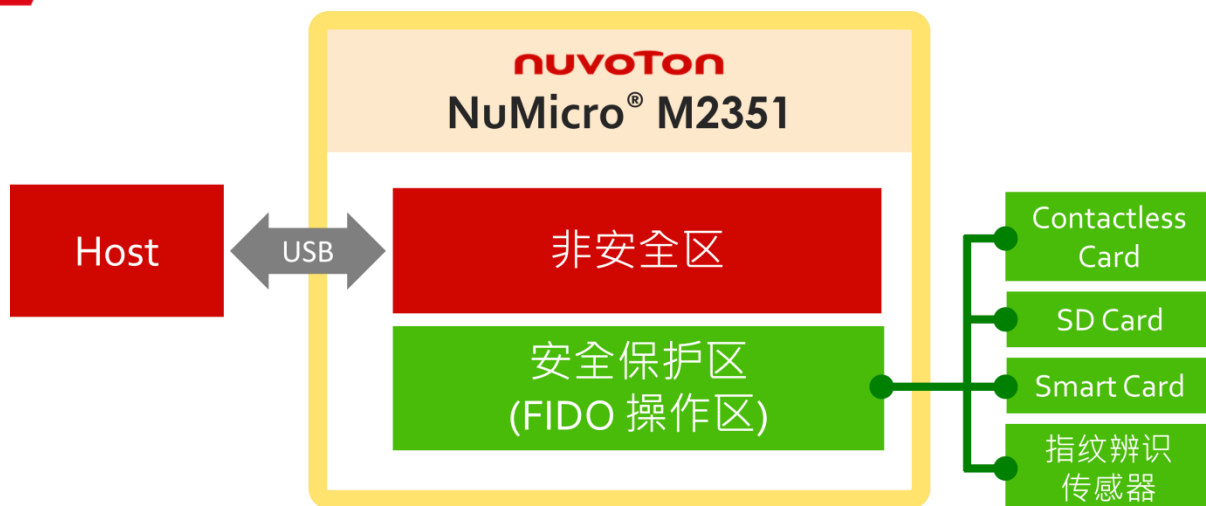 nuvoTon
NuMicro® M2351
Host
USB
非安全区
安全保护区
(FIDO 操作区)
Contactless
Card
SD Card
Smart Card
指纹辨识
传感器